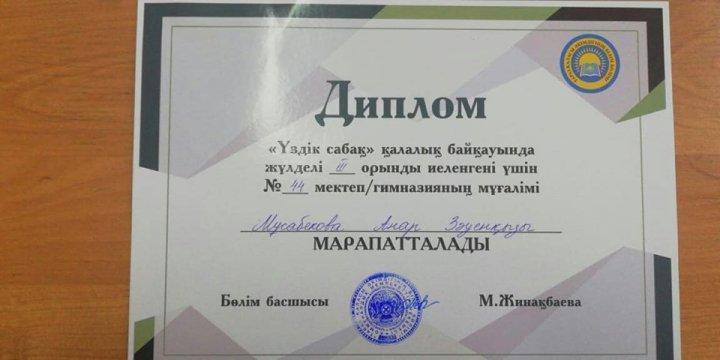 Диплом
«Үздік сабақ» қалалық байқауында
жүлделі III орынды иеленгені үшін
№ 44 мектеп/гимназияның мұғалімі
Мусабекова Анар
МАРАПАТТАЛАДЫ
Бөлім басшысы М.Жинақбаева